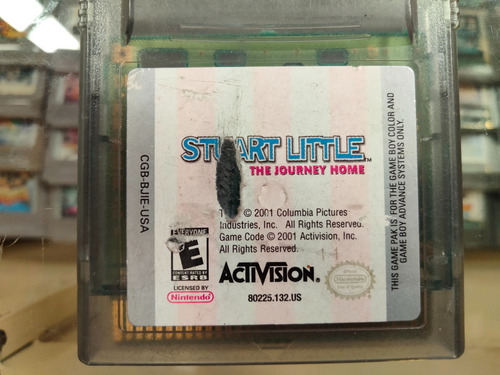 STUART LITTLE™
THE JOURNEY HOME
© 2001 Columbia Pictures
Industries, Inc. All Rights Reserved.
Game Code © 2001 Activision, Inc.
All Rights Reserved.
EVERYONE
E
CONTENT RATED BY
ESRB
ACTIVISION®
LICENSED BY
Nintendo
80225.132.US
Nintendo
CGB-BJIE-USA
THIS GAME PAK IS FOR THE GAME BOY COLOR AND
GAME BOY ADVANCE SYSTEMS ONLY.